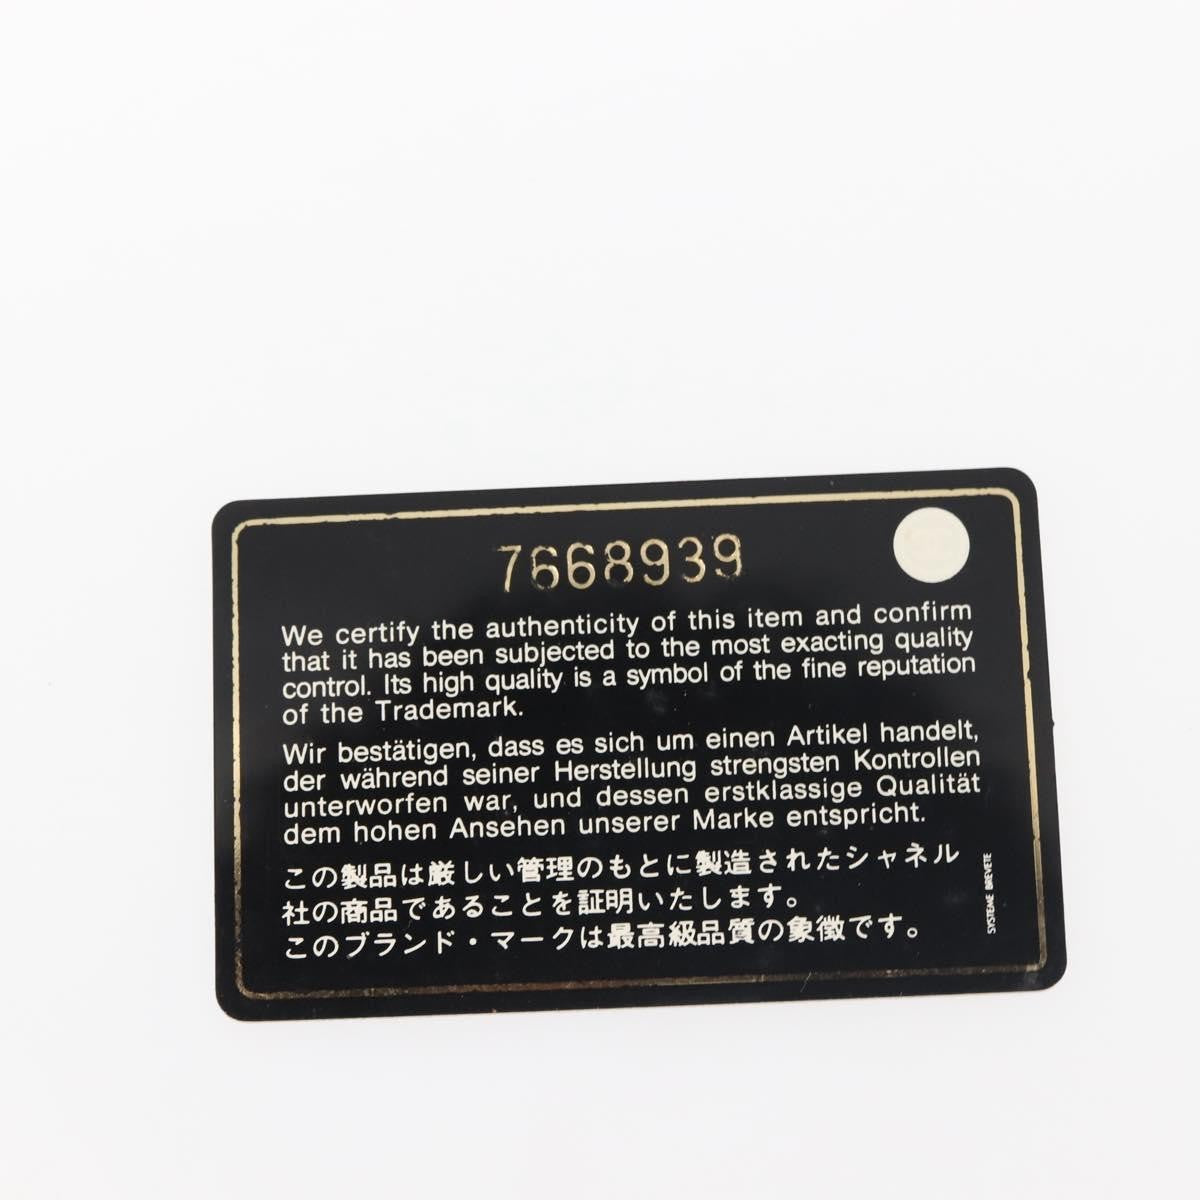 7668939
We certify the authenticity of this item and confirm
that it has been subjected to the most exacting quality
control. Its high quality is a symbol of the fine reputation
of the Trademark.
Wir bestätigen, dass es sich um einen Artikel handelt,
der während seiner Herstellung strengsten Kontrollen
unterworfen war, und dessen erstklassige Qualität
dem hohen Ansehen unserer Marke entspricht.
この製品は厳しい管理のもとに製造されたシャネル
社の商品であることを証明いたします。
このブランド・マークは最高級品質の象徴です。
SYSTEME BREVETE